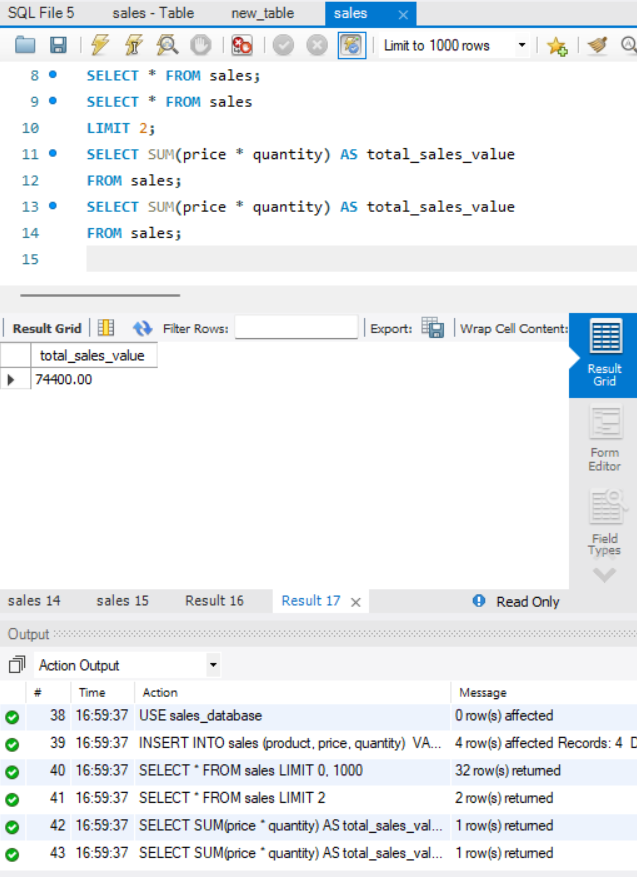 SQL File 5 sales - Table new_table sales ×
Limit to 1000 rows
8 SELECT * FROM sales;
9 SELECT * FROM sales
10 LIMIT 2;
11 SELECT SUM(price * quantity) AS total_sales_value
12 FROM sales;
13 SELECT SUM(price * quantity) AS total_sales_value
14 FROM sales;
15
Result Grid Filter Rows: Export: Wrap Cell Content:
total_sales_value
74400.00
Result
Grid
Form
Editor
Field
Types
sales 14 sales 15 Result 16 Result 17 × Read Only
Output
Action Output
# Time Action Message
38 16:59:37 USE sales_database 0 row(s) affected
39 16:59:37 INSERT INTO sales (product, price, quantity) VA... 4 row(s) affected Records: 4 D
40 16:59:37 SELECT * FROM sales LIMIT 0, 1000 32 row(s) returned
41 16:59:37 SELECT * FROM sales LIMIT 2 2 row(s) returned
42 16:59:37 SELECT SUM(price * quantity) AS total_sales_val... 1 row(s) returned
43 16:59:37 SELECT SUM(price * quantity) AS total_sales_val... 1 row(s) returned